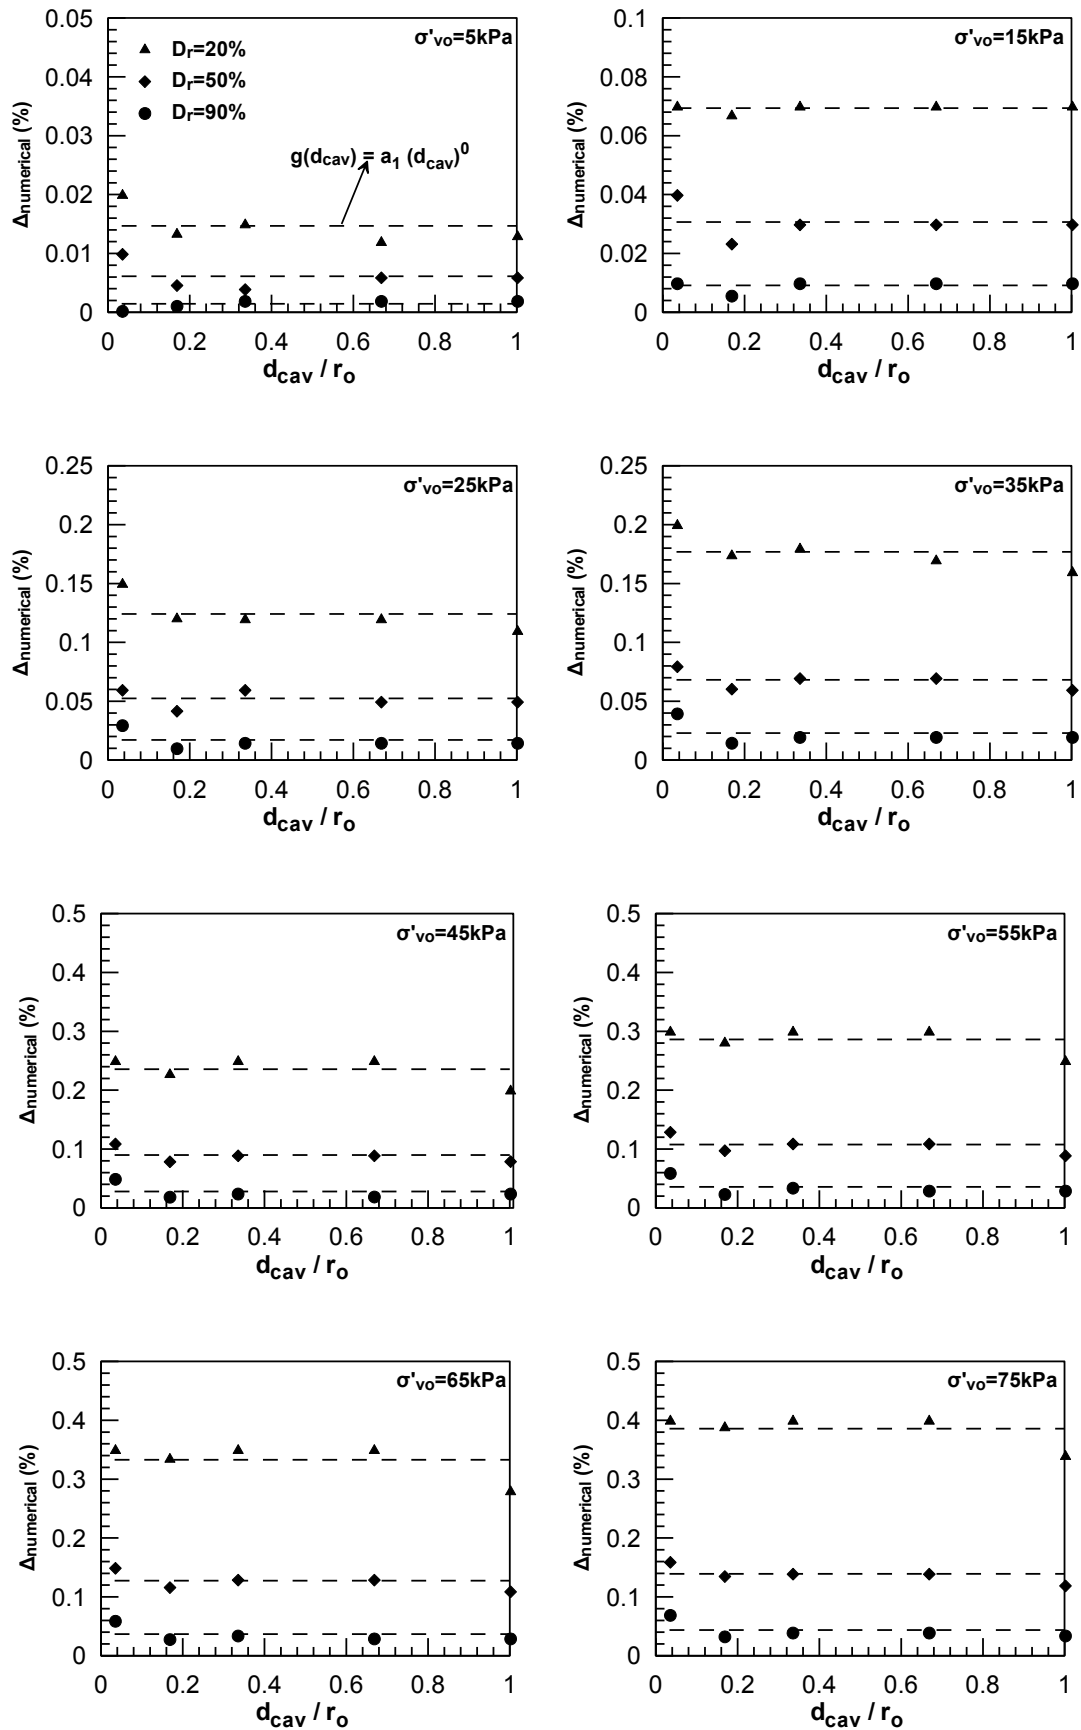 σ'vo=5kPa
Dr=20%
Dr=50%
Dr=90%
g(dcav) = a1 (dcav)0
Δnumerical (%)
0.05
0.04
0.03
0.02
0.01
0
0 0.2 0.4 0.6 0.8 1
dcav / ro
σ'vo=15kPa
Δnumerical (%)
0.1
0.08
0.06
0.04
0.02
0
0 0.2 0.4 0.6 0.8 1
dcav / ro
σ'vo=25kPa
Δnumerical (%)
0.25
0.2
0.15
0.1
0.05
0
0 0.2 0.4 0.6 0.8 1
dcav / ro
σ'vo=35kPa
Δnumerical (%)
0.25
0.2
0.15
0.1
0.05
0
0 0.2 0.4 0.6 0.8 1
dcav / ro
σ'vo=45kPa
Δnumerical (%)
0.5
0.4
0.3
0.2
0.1
0
0 0.2 0.4 0.6 0.8 1
dcav / ro
σ'vo=55kPa
Δnumerical (%)
0.5
0.4
0.3
0.2
0.1
0
0 0.2 0.4 0.6 0.8 1
dcav / ro
σ'vo=65kPa
Δnumerical (%)
0.5
0.4
0.3
0.2
0.1
0
0 0.2 0.4 0.6 0.8 1
dcav / ro
σ'vo=75kPa
Δnumerical (%)
0.5
0.4
0.3
0.2
0.1
0
0 0.2 0.4 0.6 0.8 1
dcav / ro